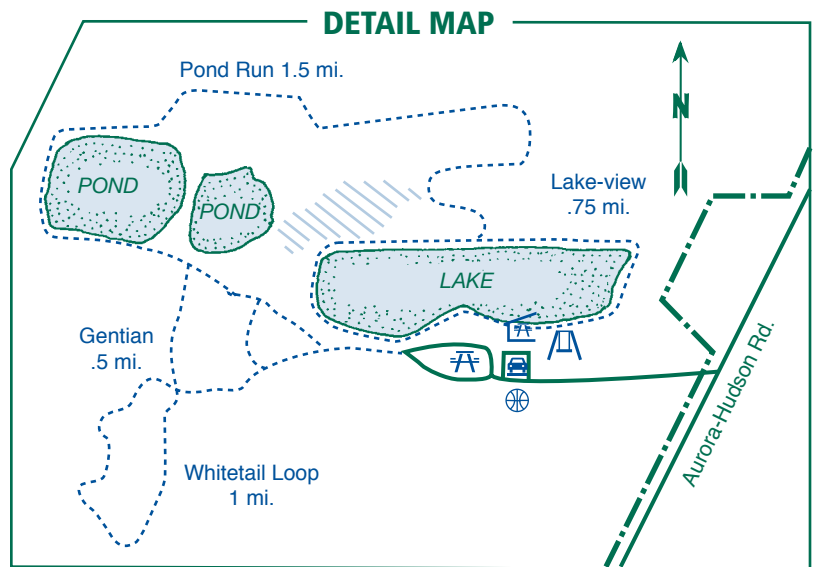 DETAIL MAP
Pond Run 1.5 mi.
N
POND
POND
Lake-view
.75 mi.
LAKE
Gentian
.5 mi.
Aurora-Hudson Rd.
Whitetail Loop
1 mi.